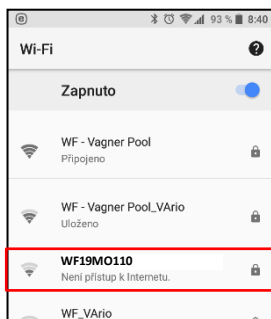 93 % 8:40
Wi-Fi
Zapnuto
WF - Vagner Pool
Připojeno
WF - Vagner Pool_VArio
Uloženo
WF19MO110
Není přístup k Internetu.
WF_VArio